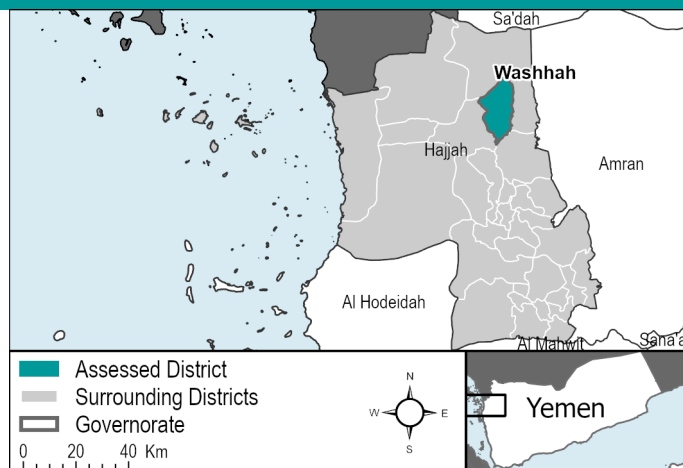 Sa'dah
Washhah
Hajjah
Amran
Al Hodeidah
Al Mahwit
Sana'a
Assessed District
Surrounding Districts
Governorate
0 20 40 Km
N
W
E
S
Yemen